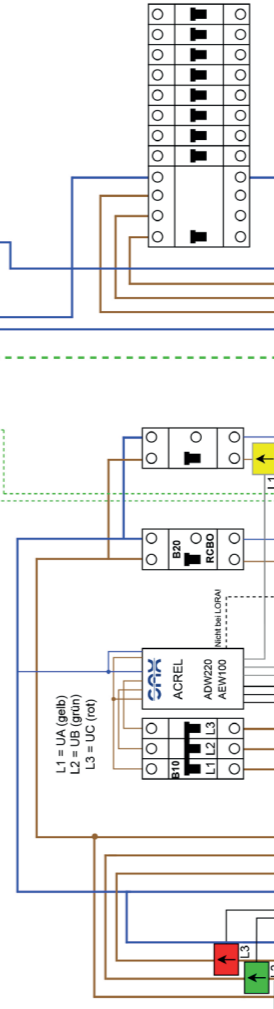 L1
B20
RCBO
Nicht bei LORA!
SAX
ACREL
ADW220
AEW100
L1 = UA (gelb)
L2 = UB (grün)
L3 = UC (rot)
B10
L1 L2 L3
L3